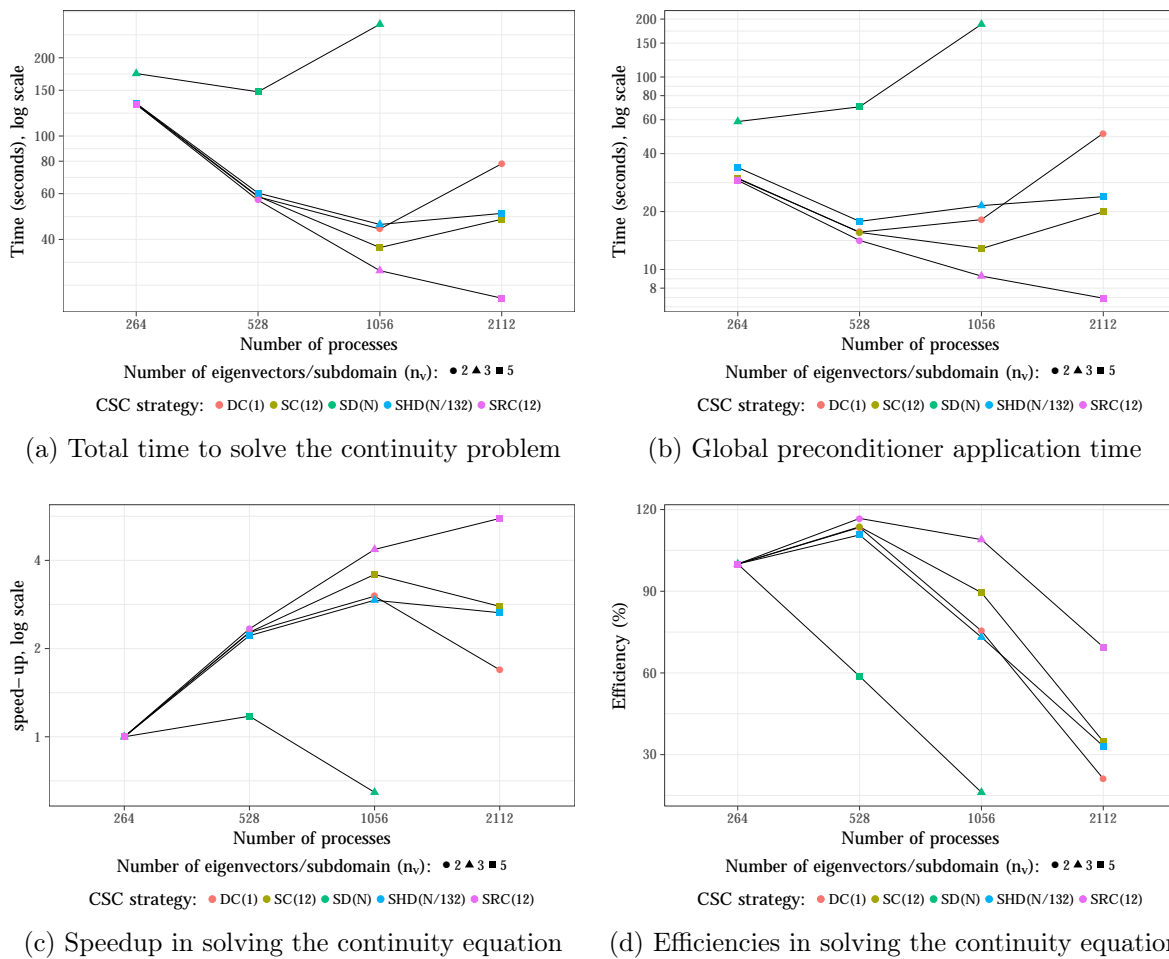 Time (seconds), log scale
200
150
100
80
60
40
264
528
1056
2112
Number of processes
Number of eigenvectors/subdomain (nᵥ): 2 3 5
CSC strategy: DC(1) SC(12) SD(N) SHD(N/132) SRC(12)
(a) Total time to solve the continuity problem
Time (seconds), log scale
200
150
100
80
60
40
20
10
8
264
528
1056
2112
Number of processes
Number of eigenvectors/subdomain (nᵥ): 2 3 5
CSC strategy: DC(1) SC(12) SD(N) SHD(N/132) SRC(12)
(b) Global preconditioner application time
speed−up, log scale
4
2
1
264
528
1056
2112
Number of processes
Number of eigenvectors/subdomain (nᵥ): 2 3 5
CSC strategy: DC(1) SC(12) SD(N) SHD(N/132) SRC(12)
(c) Speedup in solving the continuity equation
Efficiency (%)
120
90
60
30
264
528
1056
2112
Number of processes
Number of eigenvectors/subdomain (nᵥ): 2 3 5
CSC strategy: DC(1) SC(12) SD(N) SHD(N/132) SRC(12)
(d) Efficiencies in solving the continuity equation